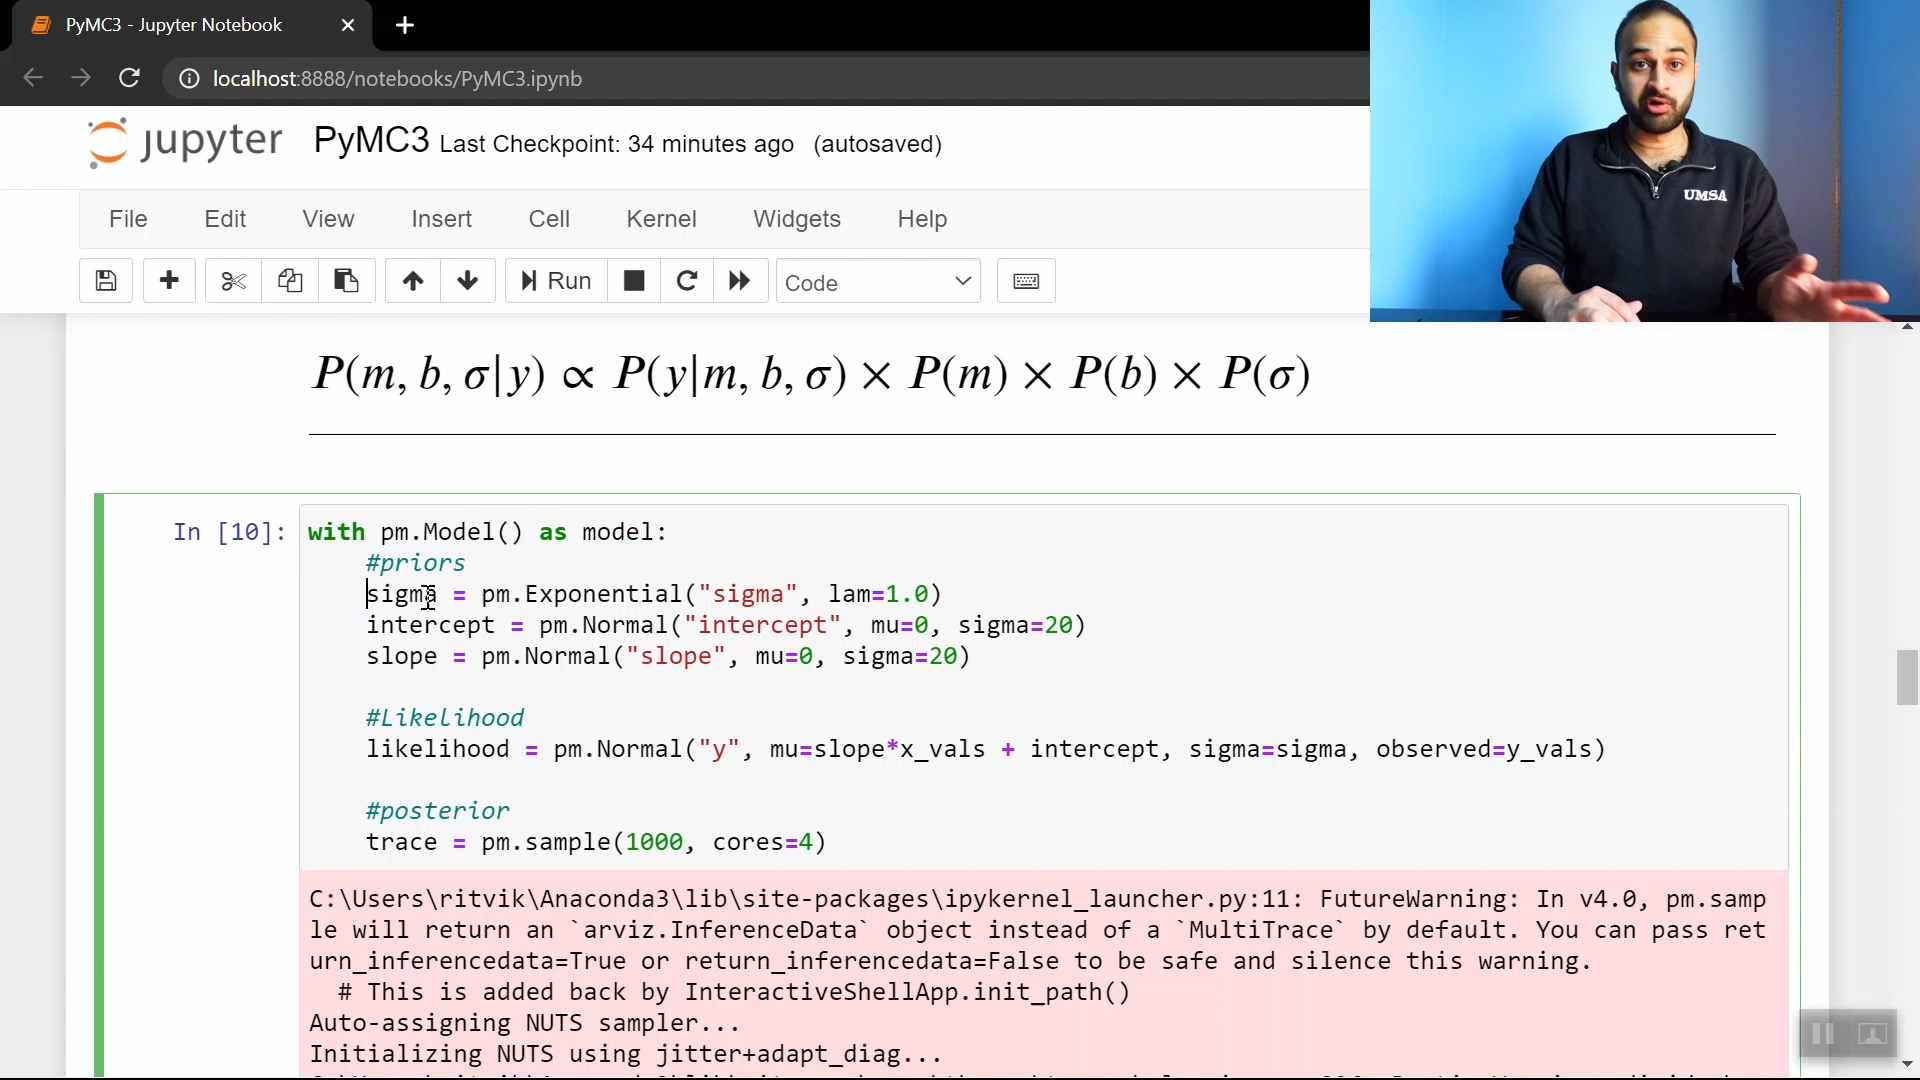 PyMC3 - Jupyter Notebook
localhost:8888/notebooks/PyMC3.ipynb
jupyter PyMC3 Last Checkpoint: 34 minutes ago (autosaved)
UMSA
File Edit View Insert Cell Kernel Widgets Help
Run Code
P(m, b, σ|y) ∝ P(y|m, b, σ) × P(m) × P(b) × P(σ)
In [10]: with pm.Model() as model:
#priors
sigma = pm.Exponential("sigma", lam=1.0)
intercept = pm.Normal("intercept", mu=0, sigma=20)
slope = pm.Normal("slope", mu=0, sigma=20)
#Likelihood
likelihood = pm.Normal("y", mu=slope*x_vals + intercept, sigma=sigma, observed=y_vals)
#posterior
trace = pm.sample(1000, cores=4)
C:\Users\ritvik\Anaconda3\lib\site-packages\ipykernel_launcher.py:11: FutureWarning: In v4.0, pm.samp
le will return an `arviz.InferenceData` object instead of a `MultiTrace` by default. You can pass ret
urn_inferencedata=True or return_inferencedata=False to be safe and silence this warning.
# This is added back by InteractiveShellApp.init_path()
Auto-assigning NUTS sampler...
Initializing NUTS using jitter+adapt_diag...